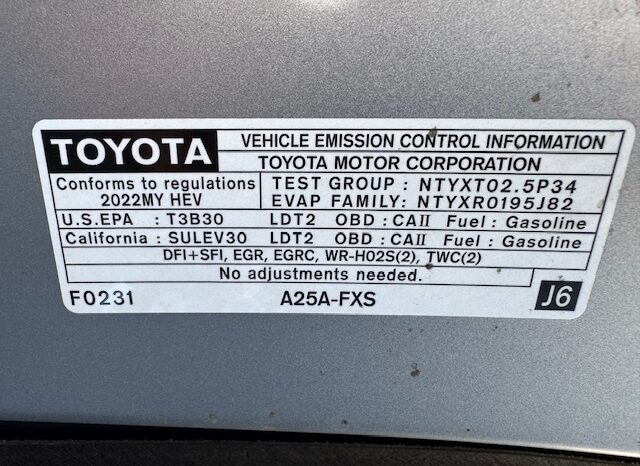 TOYOTA
VEHICLE EMISSION CONTROL INFORMATION
TOYOTA MOTOR CORPORATION
Conforms to regulations
2022MY HEV
TEST GROUP : NTYXT02.5P34
EVAP FAMILY: NTYXR0195J82
U.S.EPA : T3B30 LDT2 OBD : CAII Fuel : Gasoline
California : SULEV30 LDT2 OBD : CAII Fuel : Gasoline
DFI+SFI, EGR, EGRC, WR-HO2S(2), TWC(2)
No adjustments needed.
F0231 A25A-FXS J6